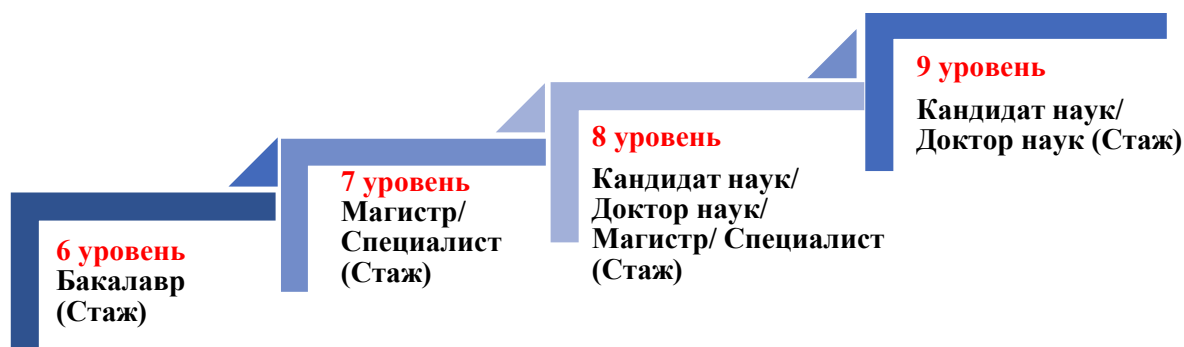 6 уровень
Бакалавр
(Стаж)
7 уровень
Магистр/
Специалист
(Стаж)
8 уровень
Кандидат наук/
Доктор наук/
Магистр/ Специалист
(Стаж)
9 уровень
Кандидат наук/
Доктор наук (Стаж)